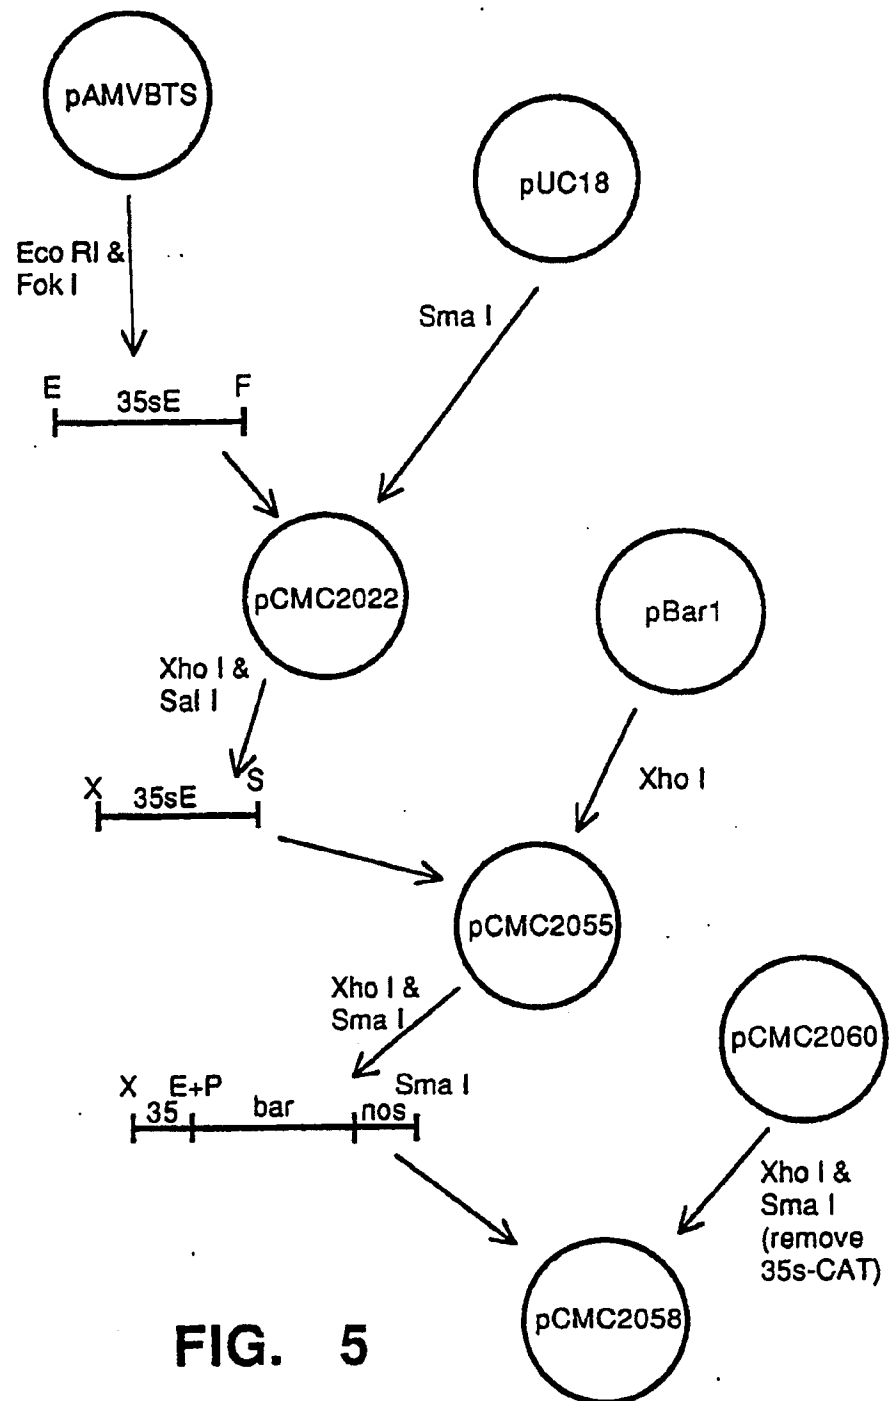 pAMVBTS
pUC18
Eco RI &
Fok I
Sma I
E
35sE
F
pCMC2022
pBar1
Xho I &
Sal I
X
35sE
S
Xho I
pCMC2055
Xho I &
Sma I
pCMC2060
X
E+P
Sma I
35
bar
nos
Xho I &
Sma I
(remove
35s-CAT)
pCMC2058
FIG. 5